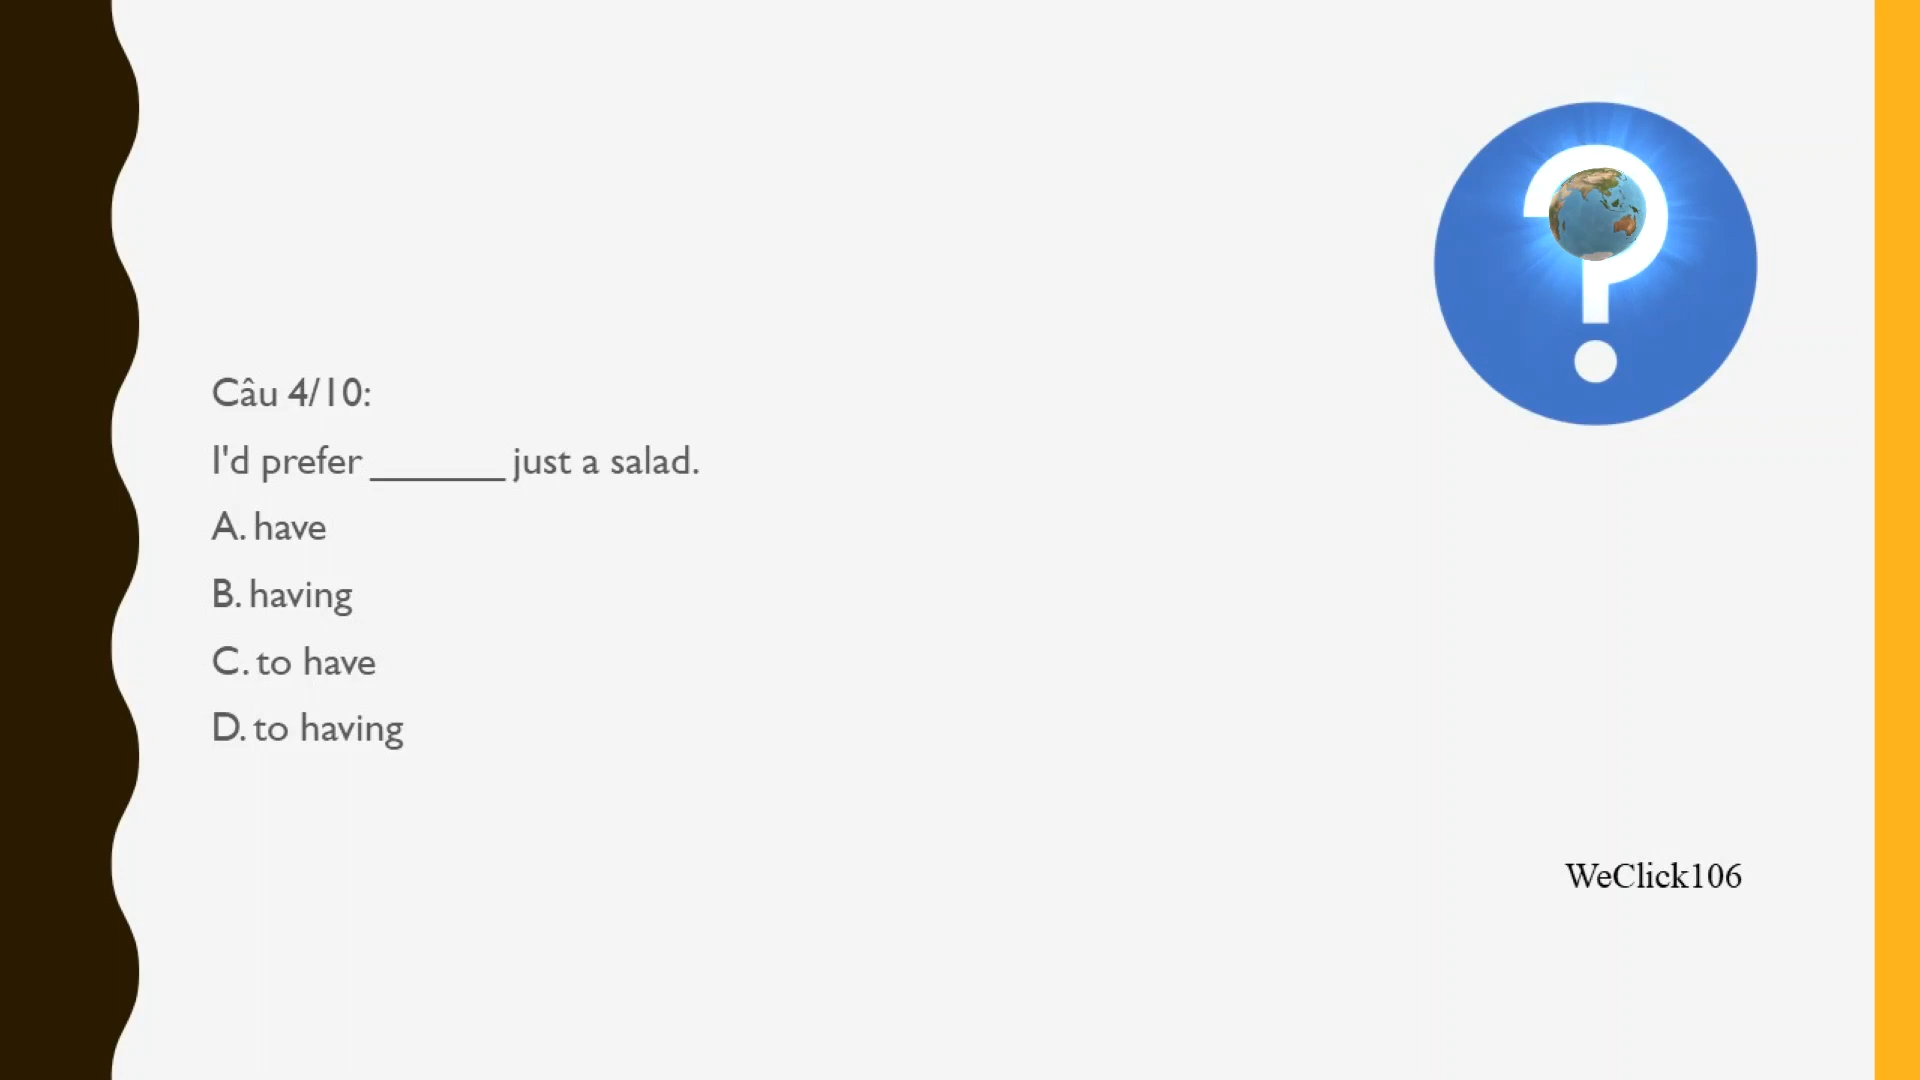 Câu 4/10:
I'd prefer _______ just a salad.
A. have
B. having
C. to have
D. to having
WeClick106